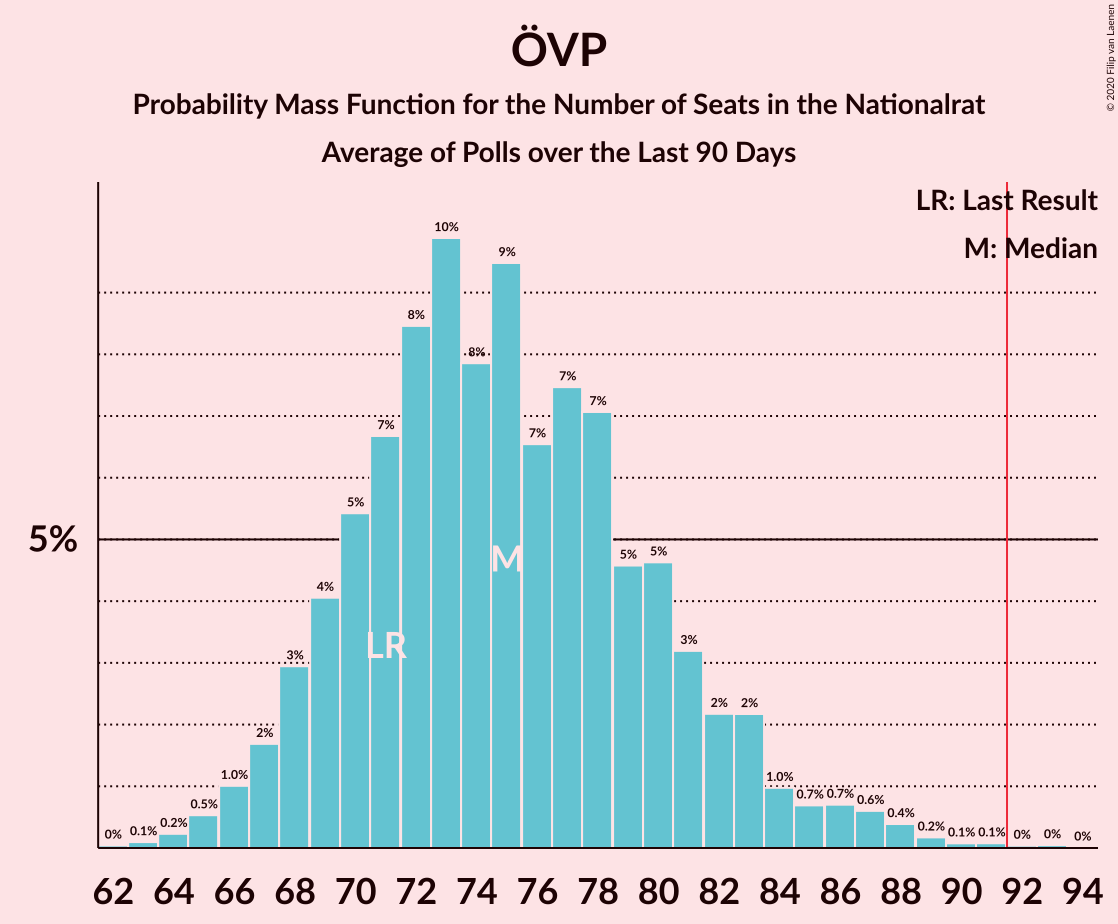 ÖVP
Probability Mass Function for the Number of Seats in the Nationalrat
Average of Polls over the Last 90 Days
© 2020 Filip van Laenen
LR: Last Result
M: Median
5%
0% 0.1% 0.2% 0.5% 1.0% 2% 3% 4% 5% 7% 8% 10% 8% 9% 7% 7% 7% 5% 5% 3% 2% 2% 1.0% 0.7% 0.7% 0.6% 0.4% 0.2% 0.1% 0.1% 0% 0% 0%
LR
M
62 64 66 68 70 72 74 76 78 80 82 84 86 88 90 92 94